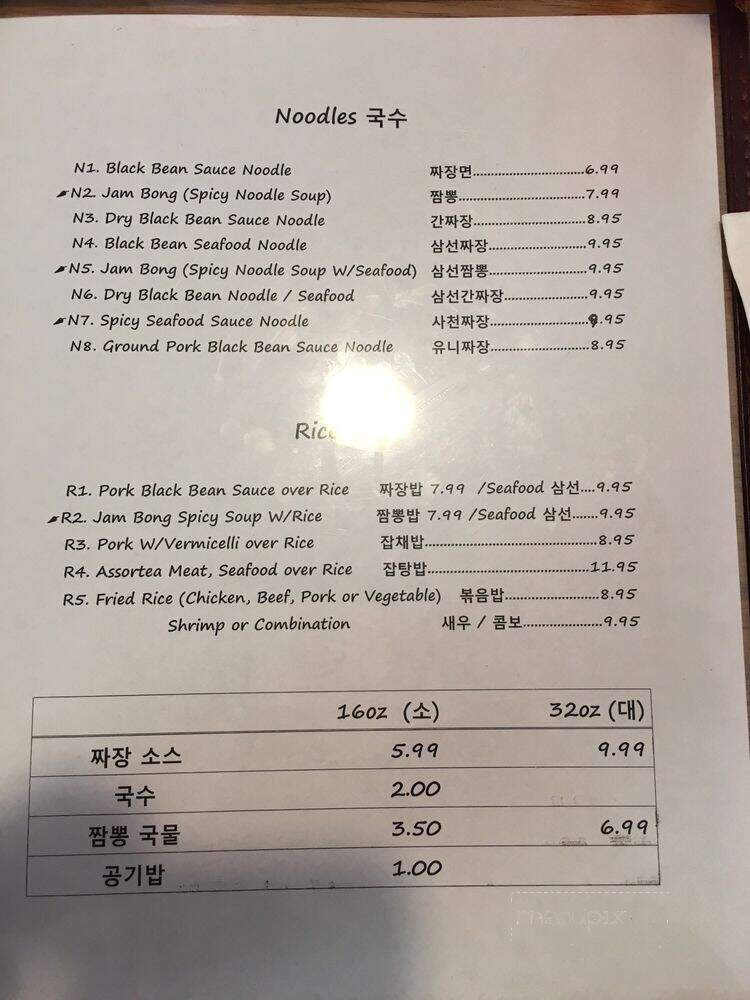 Noodles 국수
N1. Black Bean Sauce Noodle 짜장면..............................6.99
N2. Jam Bong (Spicy Noodle Soup) 짬뽕..................................7.99
N3. Dry Black Bean Sauce Noodle 간짜장..............................8.95
N4. Black Bean Seafood Noodle 삼선짜장..........................9.95
N5. Jam Bong (Spicy Noodle Soup W/Seafood) 삼선짬뽕..........................9.95
N6. Dry Black Bean Noodle / Seafood 삼선간짜장......................9.95
N7. Spicy Seafood Sauce Noodle 사천짜장..........................9.95
N8. Ground Pork Black Bean Sauce Noodle 유니짜장..........................8.95
R1. Pork Black Bean Sauce over Rice 짜장밥 7.99 /Seafood 삼선....9.95
R2. Jam Bong Spicy Soup W/Rice 짬뽕밥 7.99 /Seafood 삼선.......9.95
R3. Pork W/Vermicelli over Rice 잡채밥.............................................8.95
R4. Assortea Meat, Seafood over Rice 잡탕밥...........................................11.95
R5. Fried Rice (Chicken, Beef, Pork or Vegetable) 볶음밥.........................8.95
Shrimp or Combination 새우 / 콤보.....................9.95
16oz (소) 32oz (대)
짜장 소스 5.99 9.99
국수 2.00
짬뽕 국물 3.50 6.99
공기밥 1.00